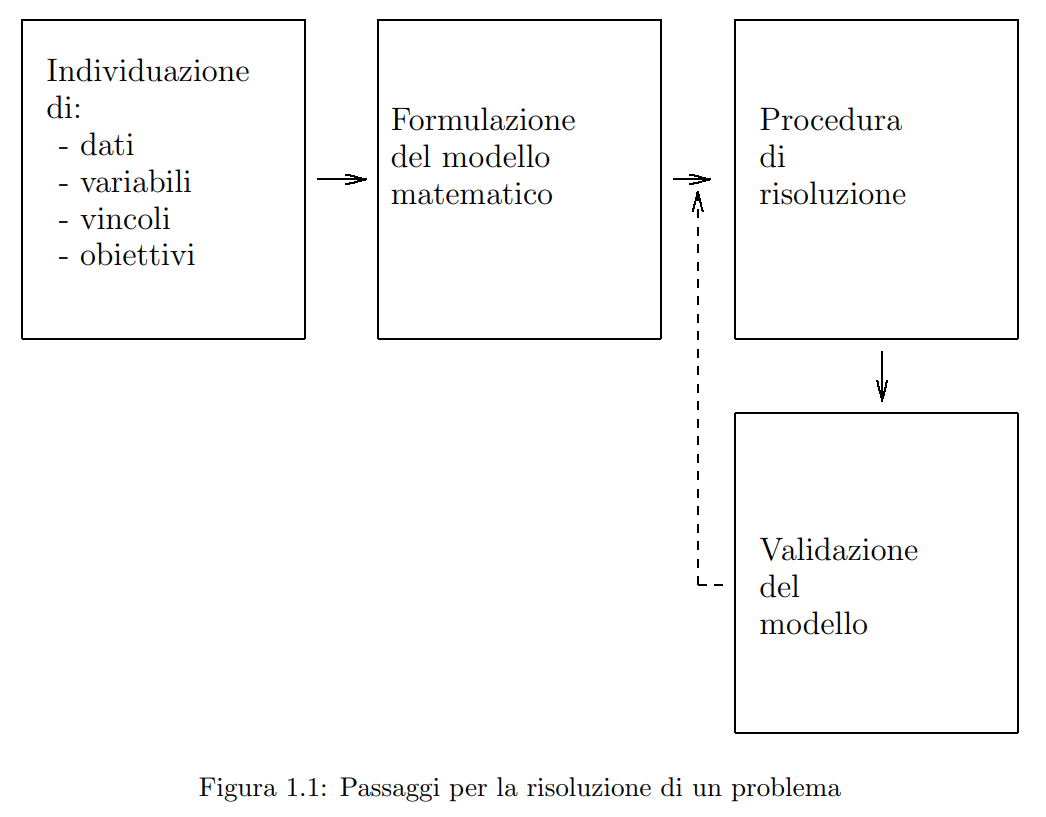 Individuazione
di:
- dati
- variabili
- vincoli
- obiettivi
Formulazione
del modello
matematico
Procedura
di
risoluzione
Validazione
del
modello
Figura 1.1: Passaggi per la risoluzione di un problema